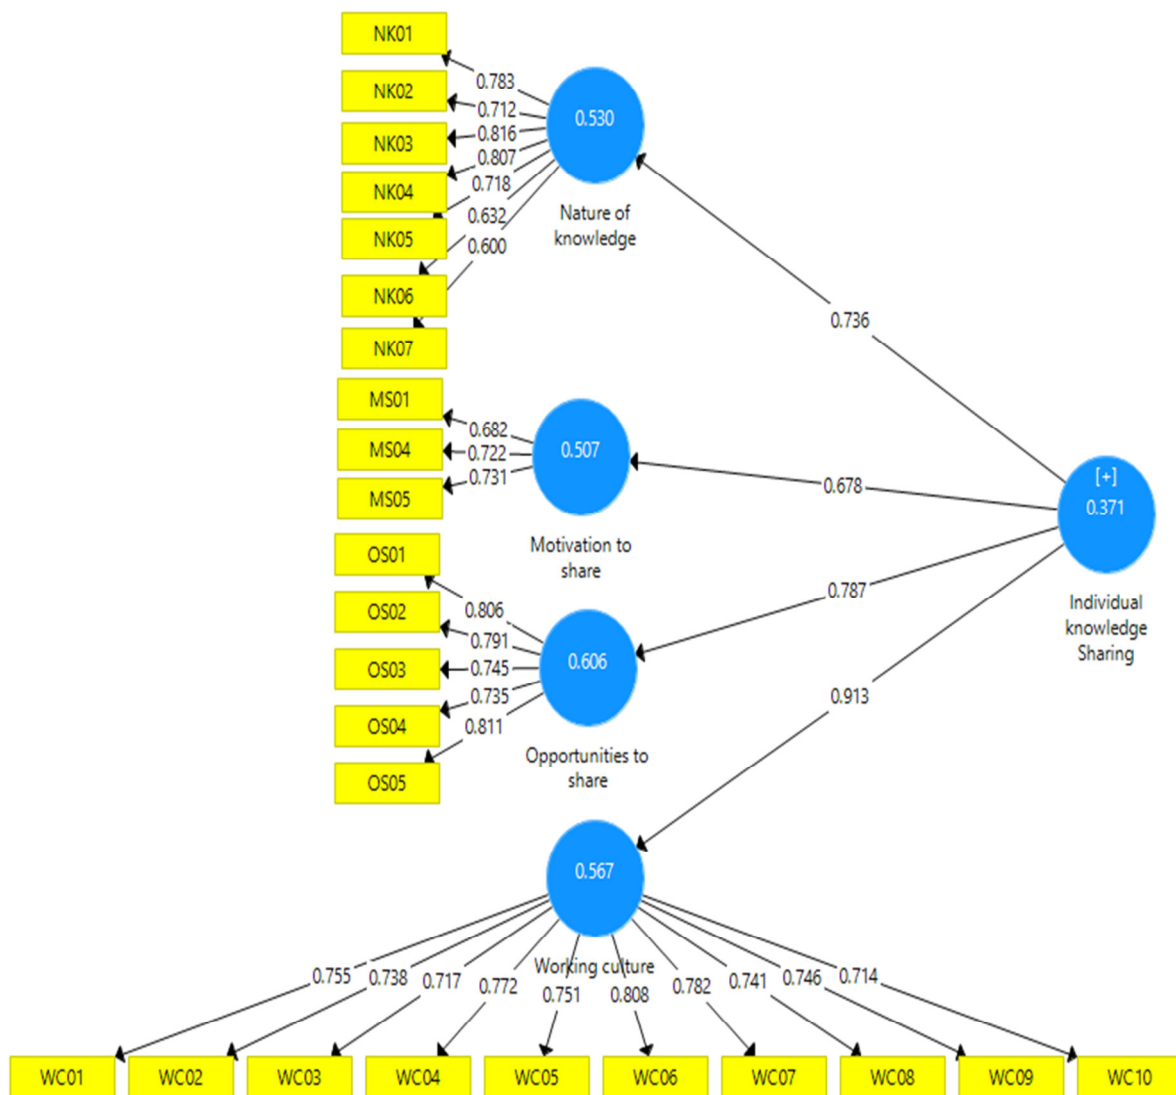 NK01
NK02
NK03
NK04
NK05
NK06
NK07
0.783
0.712
0.816
0.807
0.718
0.632
0.600
0.530
Nature of
knowledge
0.736
MS01
MS04
MS05
0.682
0.722
0.731
0.507
Motivation to
share
0.678
[+]
0.371
Individual
knowledge
Sharing
OS01
OS02
OS03
OS04
OS05
0.806
0.791
0.745
0.735
0.811
0.606
Opportunities to
share
0.787
0.913
0.567
Working culture
0.755
0.738
0.717
0.772
0.751
0.808
0.782
0.741
0.746
0.714
WC01
WC02
WC03
WC04
WC05
WC06
WC07
WC08
WC09
WC10